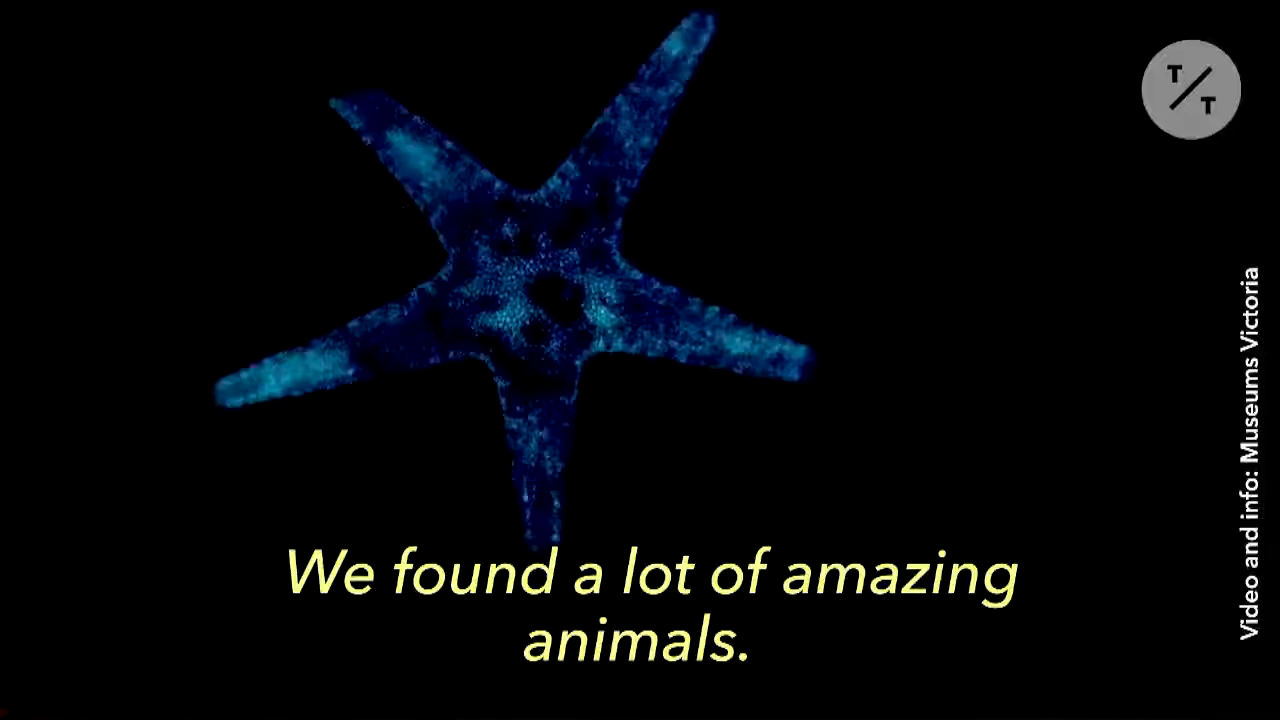 T/T
We found a lot of amazing
animals.
Video and info: Museums Victoria